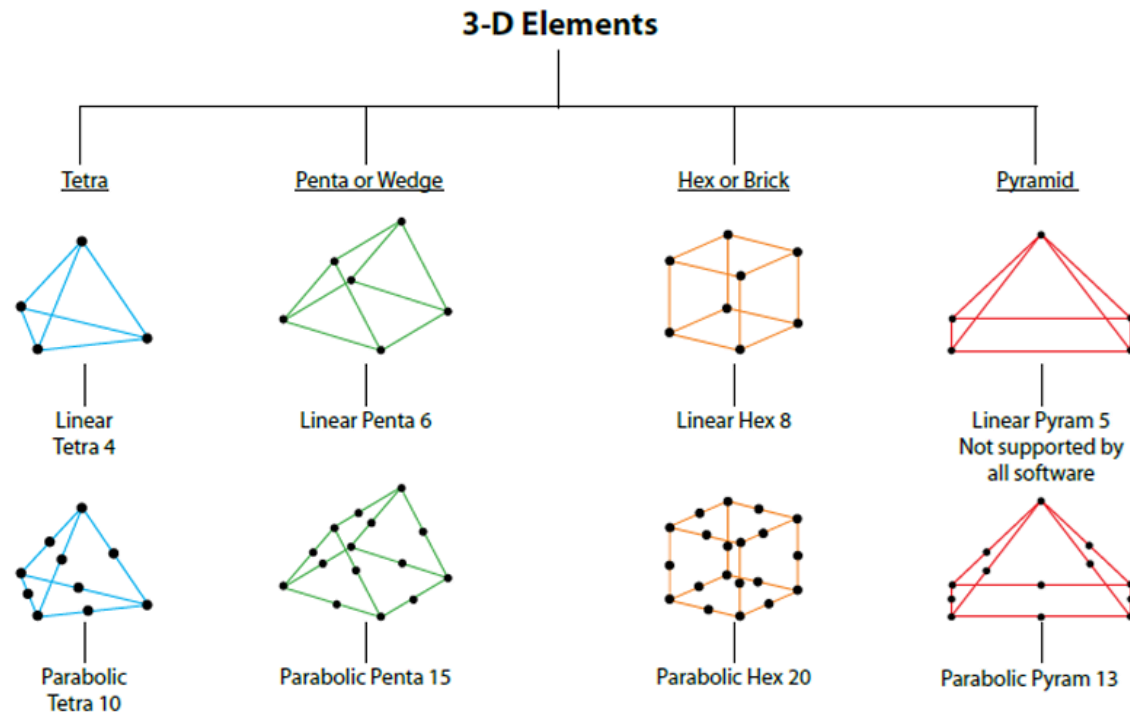 3-D Elements
Tetra
Penta or Wedge
Hex or Brick
Pyramid
Linear
Tetra 4
Linear Penta 6
Linear Hex 8
Linear Pyram 5
Not supported by
all software
Parabolic
Tetra 10
Parabolic Penta 15
Parabolic Hex 20
Parabolic Pyram 13